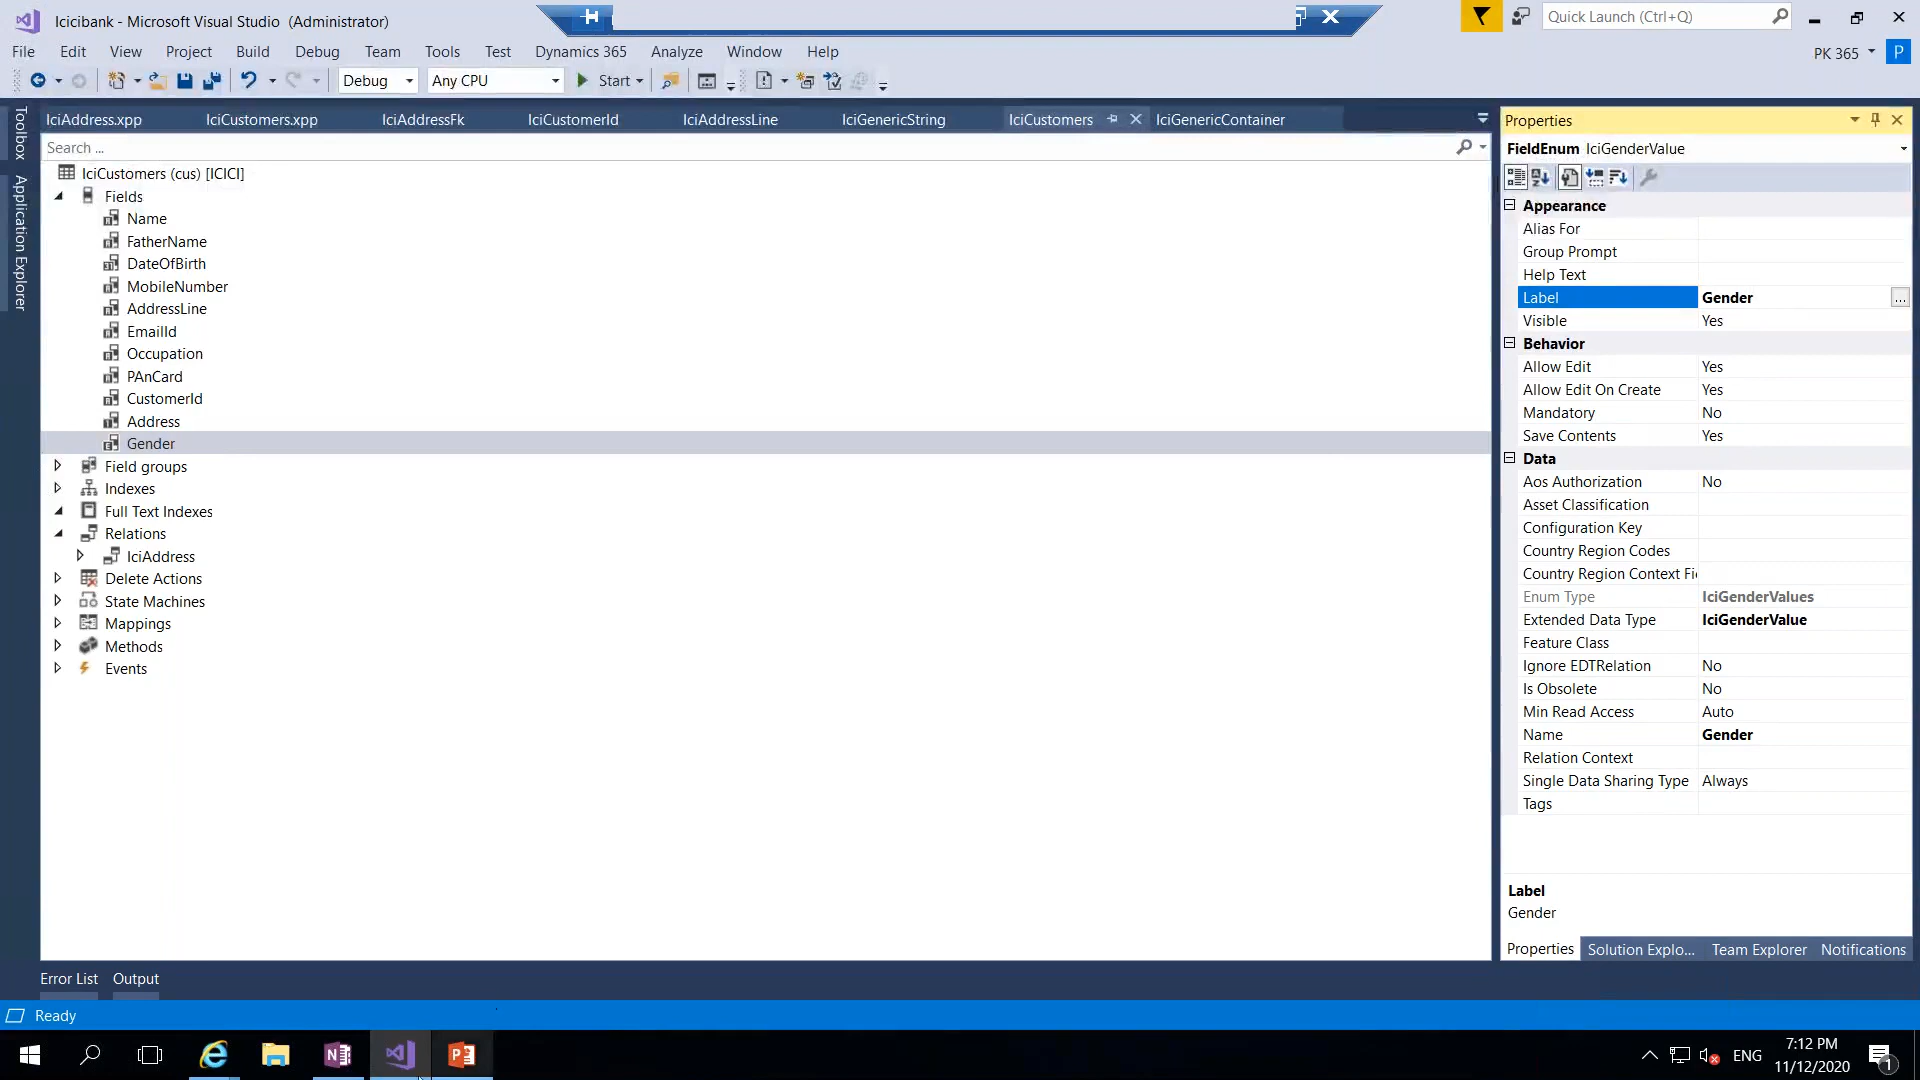 Icicibank - Microsoft Visual Studio (Administrator)
Quick Launch (Ctrl+Q)
File Edit View Project Build Debug Team Tools Test Dynamics 365 Analyze Window Help
PK 365 P
Debug Any CPU Start
IciAddress.xpp IciCustomers.xpp IciAddressFk IciCustomerId IciAddressLine IciGenericString IciCustomers IciGenericContainer
Toolbox
Application Explorer
Search ...
IciCustomers (cus) [ICICI]
Fields
Name
FatherName
DateOfBirth
MobileNumber
AddressLine
EmailId
Occupation
PAnCard
CustomerId
Address
Gender
Field groups
Indexes
Full Text Indexes
Relations
IciAddress
Delete Actions
State Machines
Mappings
Methods
Events
Properties
FieldEnum IciGenderValue
Appearance
Alias For
Group Prompt
Help Text
Label Gender ...
Visible Yes
Behavior
Allow Edit Yes
Allow Edit On Create Yes
Mandatory No
Save Contents Yes
Data
Aos Authorization No
Asset Classification
Configuration Key
Country Region Codes
Country Region Context Fi
Enum Type IciGenderValues
Extended Data Type IciGenderValue
Feature Class
Ignore EDTRelation No
Is Obsolete No
Min Read Access Auto
Name Gender
Relation Context
Single Data Sharing Type Always
Tags
Label
Gender
Properties Solution Explo... Team Explorer Notifications
Error List Output
Ready
ENG
7:12 PM
11/12/2020
1